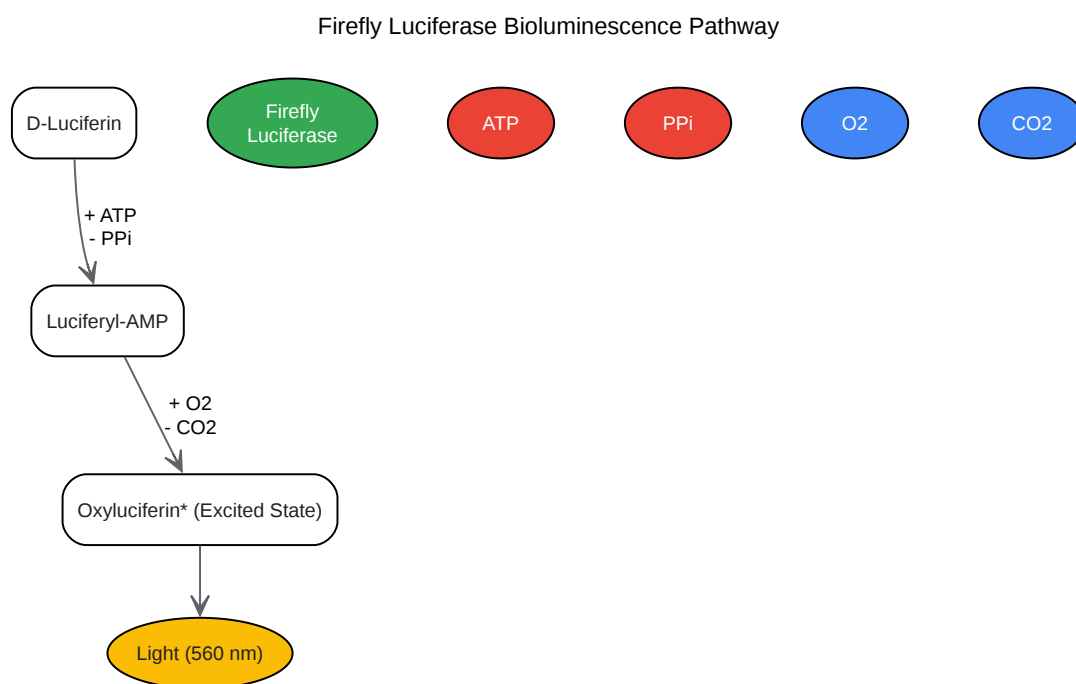 Firefly Luciferase Bioluminescence Pathway
D-Luciferin
Firefly
Luciferase
ATP
PPi
O2
CO2
+ ATP
- PPi
Luciferyl-AMP
+ O2
- CO2
Oxyluciferin* (Excited State)
Light (560 nm)